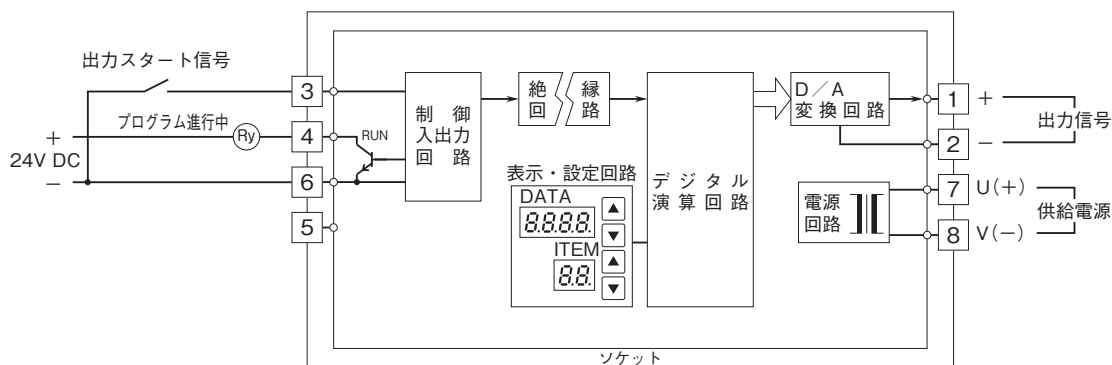 出力スタート信号
プログラム進行中
+
24V DC
−
Ry
3
4
6
5
RUN
制御
入出力
回路
絶縁
回路
表示・設定回路
DATA
8.8.8.8.
ITEM
8.8.
▲
▼
▲
▼
デジタル
演算回路
D/A
変換回路
電源
回路
1
+
2
−
出力信号
7
U(+)
8
V(−)
供給電源
ソケット